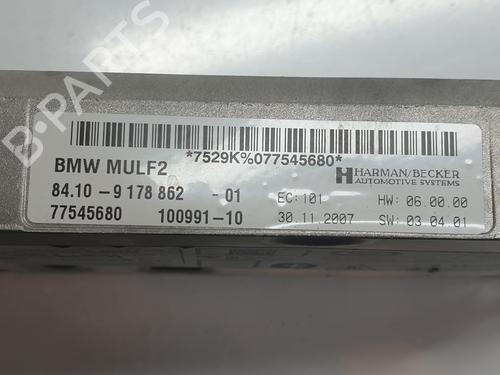 B-PARTS
*7529K%077545680*
BMW MULF2
HARMAN/BECKER
AUTOMOTIVE SYSTEMS
84.10-9 178 862 -01
EC:101 HW: 06.00.00
77545680 100991-10
30.11.2007 SW: 03.04.01